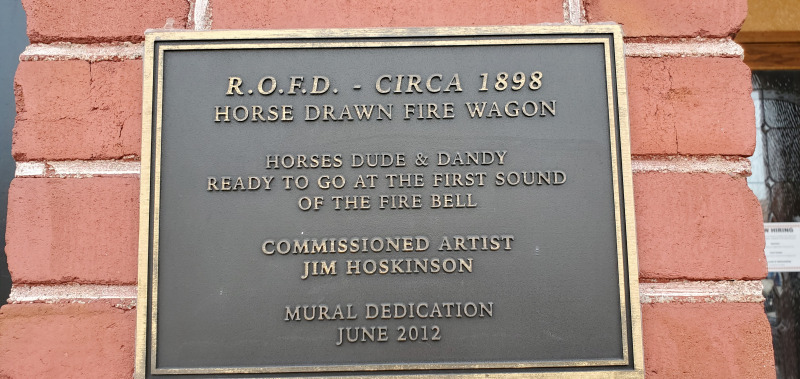 R.O.F.D. - CIRCA 1898
HORSE DRAWN FIRE WAGON
HORSES DUDE & DANDY
READY TO GO AT THE FIRST SOUND
OF THE FIRE BELL
COMMISSIONED ARTIST
JIM HOSKINSON
MURAL DEDICATION
JUNE 2012
HIRING